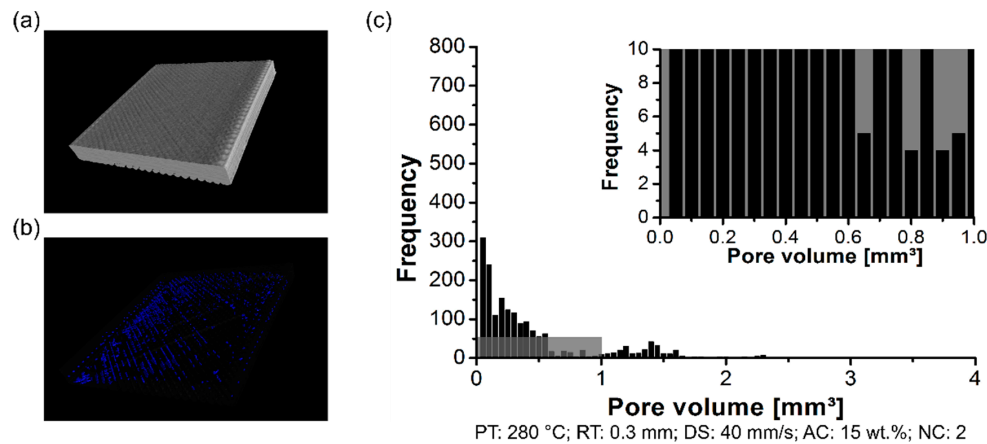 (a)
(b)
(c)
800
700
600
500
400
300
200
100
0
Frequency
0 1 2 3 4
Pore volume [mm³]
10
8
6
4
2
0
Frequency
0.0 0.2 0.4 0.6 0.8 1.0
Pore volume [mm³]
PT: 280 °C; RT: 0.3 mm; DS: 40 mm/s; AC: 15 wt.%; NC: 2